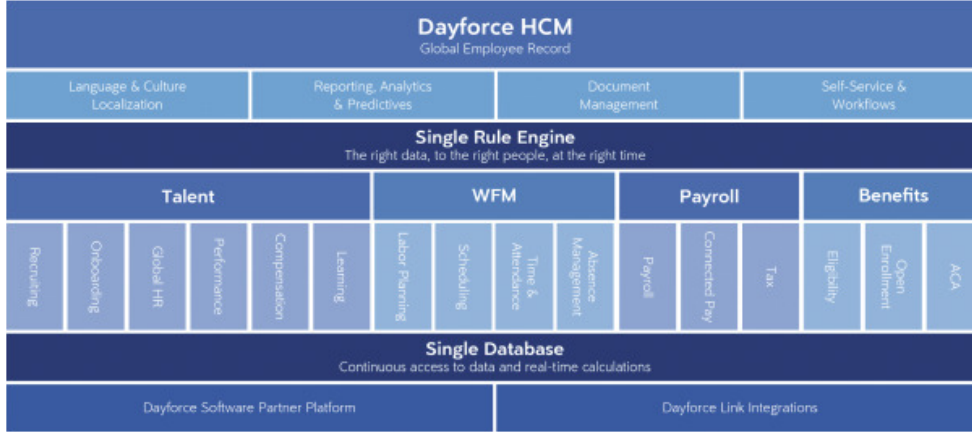 Dayforce HCM
Global Employee Record
Language & Culture
Localization
Reporting, Analytics
& Predictives
Document
Management
Self-Service &
Workflows
Single Rule Engine
The right data, to the right people, at the right time
Talent
WFM
Payroll
Benefits
Recruiting
Onboarding
Global HR
Performance
Compensation
Learning
Labor Planning
Scheduling
Time &
Attendance
Absence
Management
Payroll
Connected Pay
Tax
Eligibility
Open
Enrollment
ACA
Single Database
Continuous access to data and real-time calculations
Dayforce Software Partner Platform
Dayforce Link Integrations